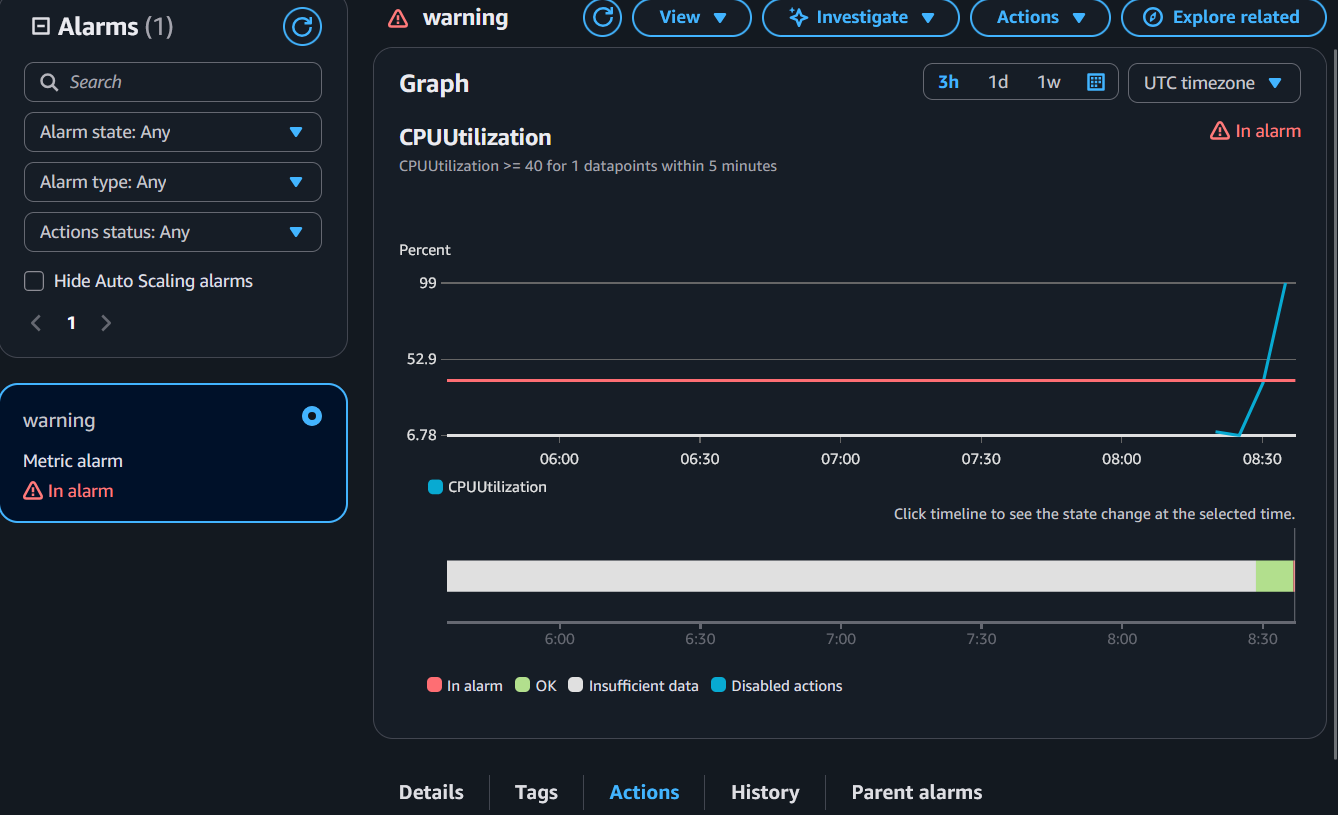 Alarms (1)
Search
Alarm state: Any
Alarm type: Any
Actions status: Any
Hide Auto Scaling alarms
1
warning
Metric alarm
In alarm
warning
View
Investigate
Actions
Explore related
Graph
3h 1d 1w
UTC timezone
CPUUtilization
In alarm
CPUUtilization >= 40 for 1 datapoints within 5 minutes
Percent
99
52.9
6.78
06:00 06:30 07:00 07:30 08:00 08:30
CPUUtilization
Click timeline to see the state change at the selected time.
6:00 6:30 7:00 7:30 8:00 8:30
In alarm OK Insufficient data Disabled actions
Details Tags Actions History Parent alarms